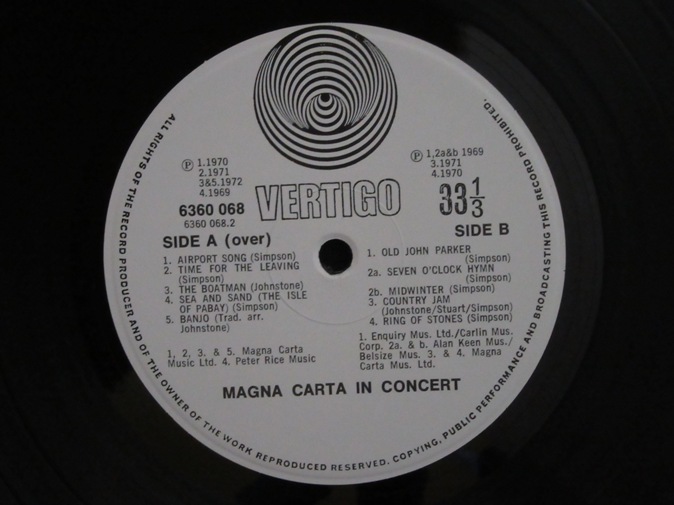 ALL RIGHTS OF THE RECORD PRODUCER AND OF THE OWNER OF THE WORK REPRODUCED RESERVED. COPYING, PUBLIC PERFORMANCE AND BROADCASTING THIS RECORD PROHIBITED.
Ⓟ 1.1970
2.1971
3&5.1972
4.1969
6360 068
6360 068.2
VERTIGO
Ⓟ 1,2a&b 1969
3.1971
4.1970
33 1/3
SIDE A (over)
1. AIRPORT SONG (Simpson)
2. TIME FOR THE LEAVING
(Simpson)
3. THE BOATMAN (Johnstone)
4. SEA AND SAND (THE ISLE
OF PABAY) (Simpson)
5. BANJO (Trad. arr.
Johnstone)
1, 2, 3, & 5. Magna Carta
Music Ltd. 4. Peter Rice Music
SIDE B
1. OLD JOHN PARKER
(Simpson)
2a. SEVEN O'CLOCK HYMN
(Simpson)
2b. MIDWINTER (Simpson)
3. COUNTRY JAM
(Johnstone/Stuart/Simpson)
4. RING OF STONES (Simpson)
1. Enquiry Mus. Ltd./Carlin Mus.
Corp. 2a. & b. Alan Keen Mus./
Belsize Mus. 3. & 4. Magna
Carta Mus. Ltd.
MAGNA CARTA IN CONCERT